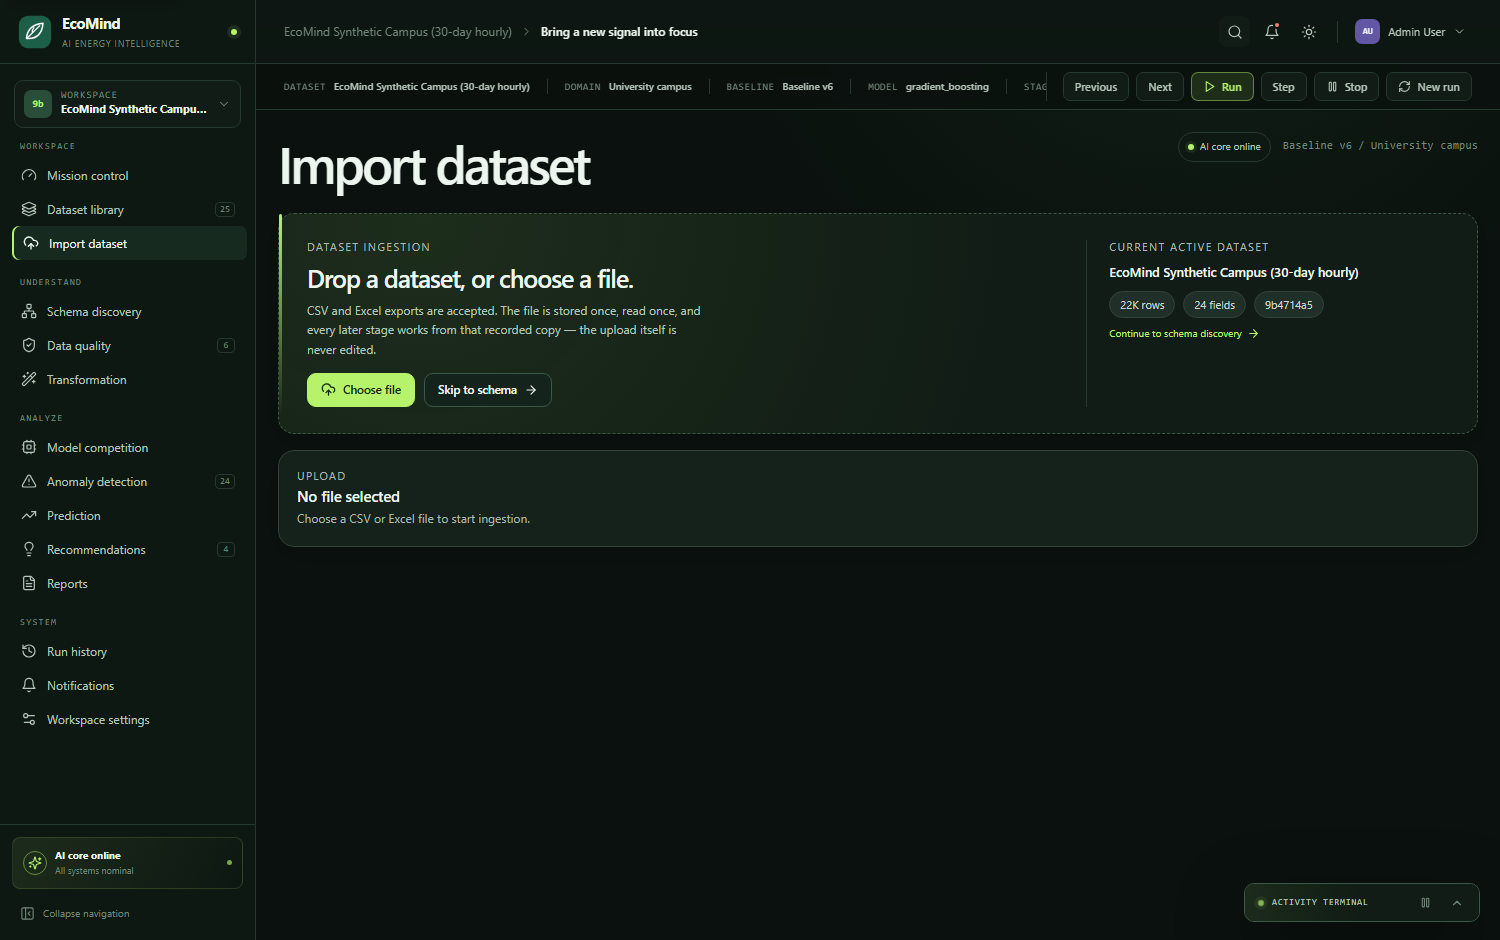 EcoMind
AI ENERGY INTELLIGENCE
9b
WORKSPACE
EcoMind Synthetic Campu...
WORKSPACE
Mission control
Dataset library 25
Import dataset
UNDERSTAND
Schema discovery
Data quality 6
Transformation
ANALYZE
Model competition
Anomaly detection 24
Prediction
Recommendations 4
Reports
SYSTEM
Run history
Notifications
Workspace settings
AI core online
All systems nominal
Collapse navigation
EcoMind Synthetic Campus (30-day hourly) Bring a new signal into focus
AU Admin User
DATASET EcoMind Synthetic Campus (30-day hourly) DOMAIN University campus BASELINE Baseline v6 MODEL gradient_boosting STAG
Previous Next Run Step Stop New run
Import dataset
AI core online Baseline v6 / University campus
DATASET INGESTION
Drop a dataset, or choose a file.
CSV and Excel exports are accepted. The file is stored once, read once, and
every later stage works from that recorded copy — the upload itself is
never edited.
Choose file Skip to schema
CURRENT ACTIVE DATASET
EcoMind Synthetic Campus (30-day hourly)
22K rows 24 fields 9b4714a5
Continue to schema discovery
UPLOAD
No file selected
Choose a CSV or Excel file to start ingestion.
ACTIVITY TERMINAL